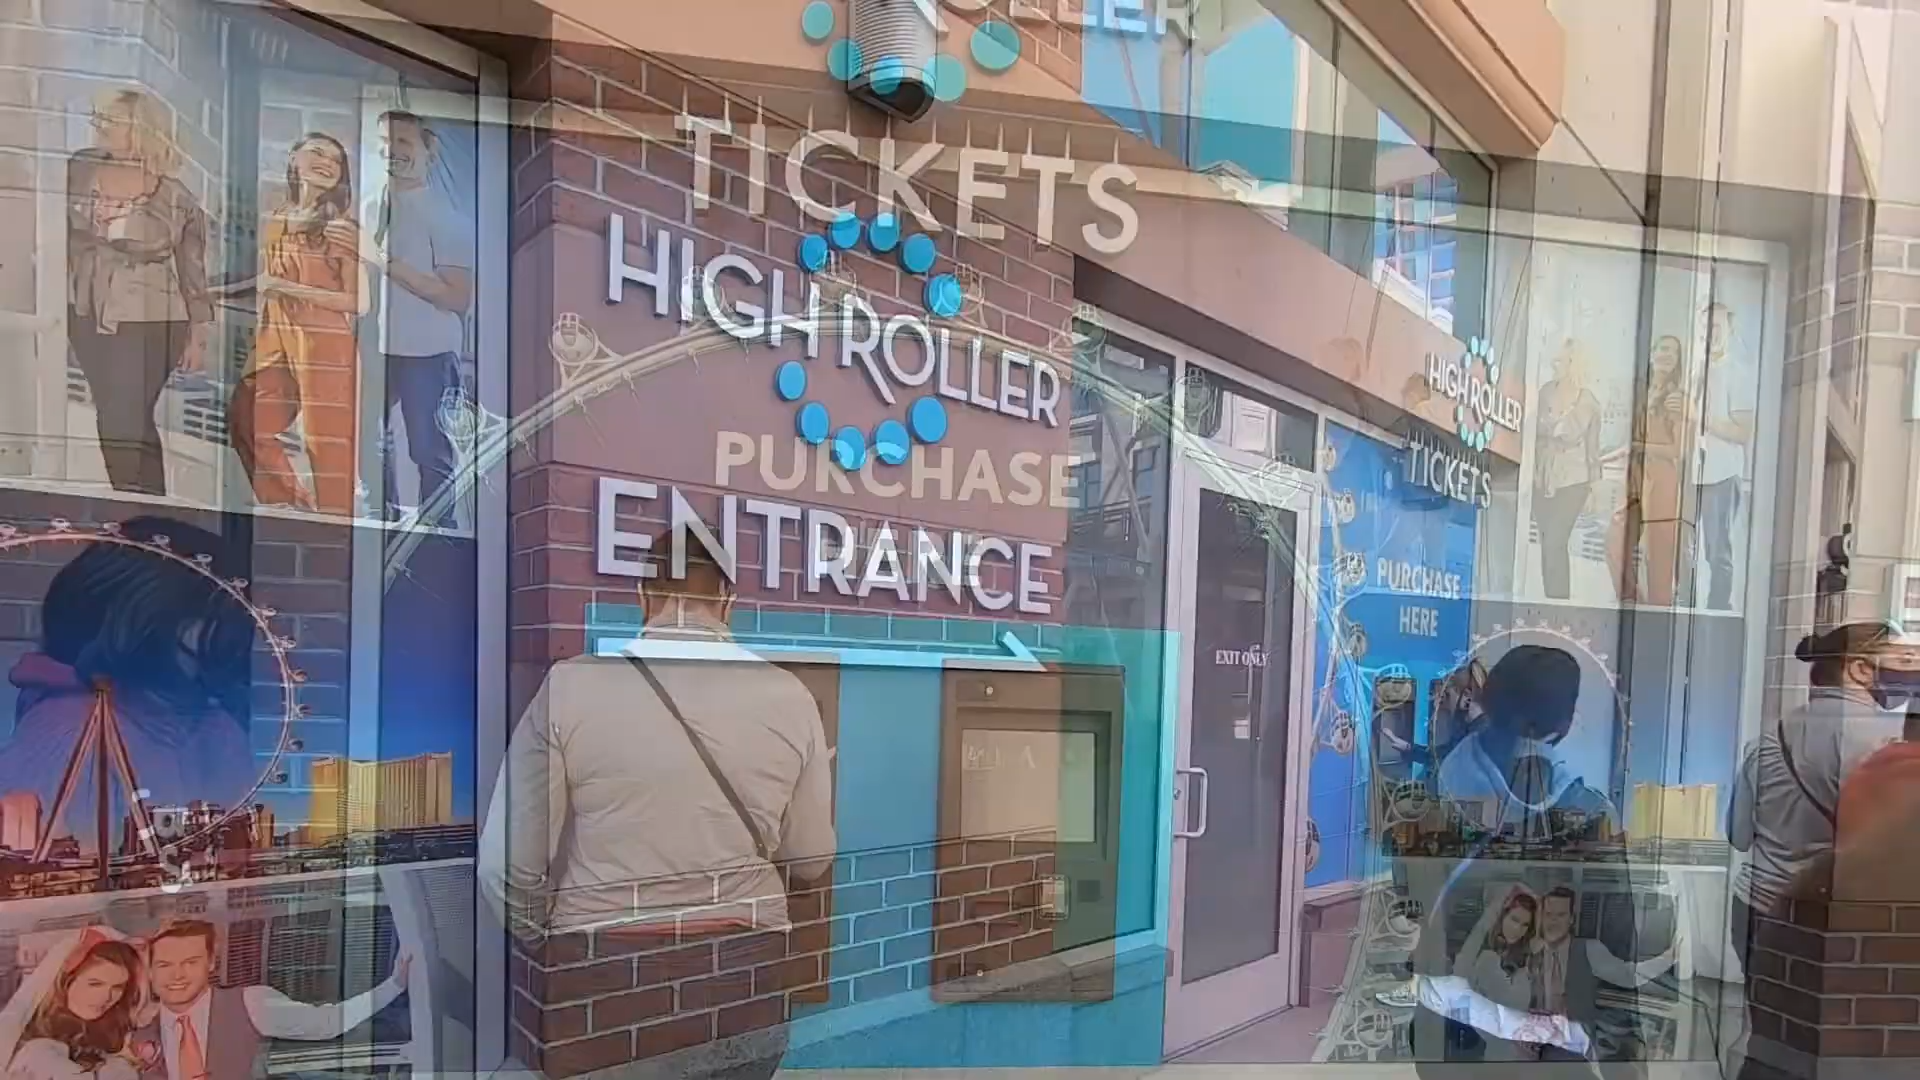 ROLLER
TICKETS
HIGH ROLLER
PURCHASE
ENTRANCE
HIGH ROLLER
TICKETS
PURCHASE
HERE
EXIT ONLY